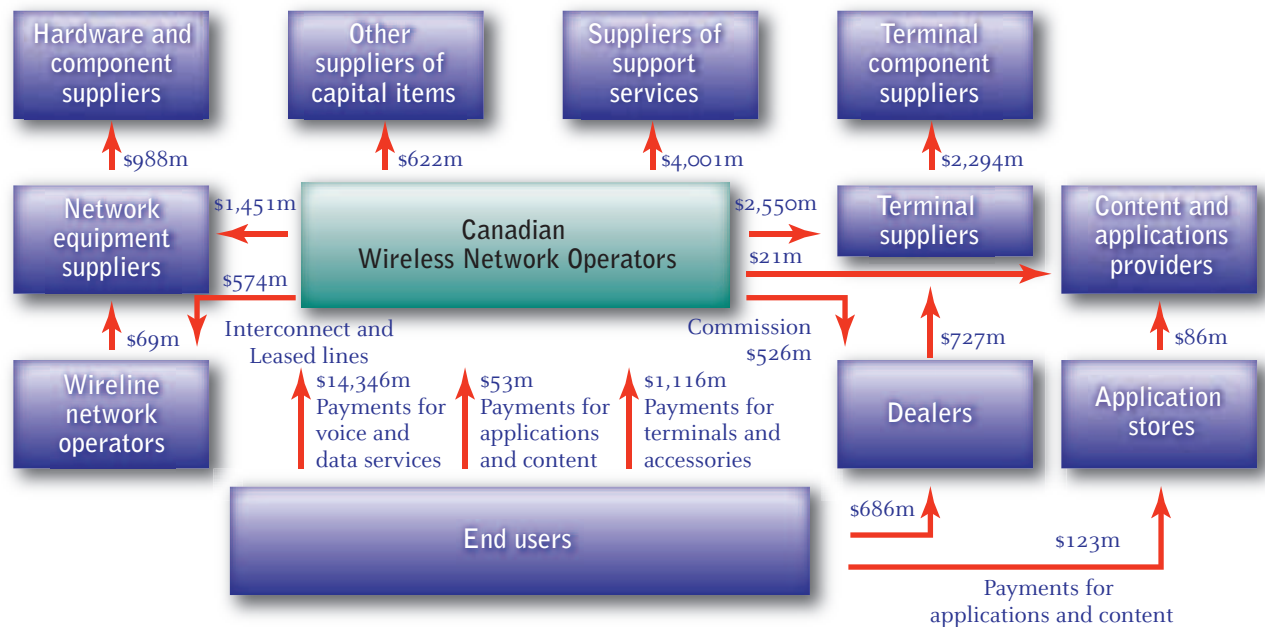 Hardware and
component
suppliers
Other
suppliers of
capital items
Suppliers of
support
services
Terminal
component
suppliers
$988m
$622m
$4,001m
$2,294m
Network
equipment
suppliers
$1,451m
Canadian
Wireless Network Operators
$2,550m
Terminal
suppliers
Content and
applications
providers
$21m
$574m
$69m
Interconnect and
Leased lines
Commission
$526m
$727m
$86m
Wireline
network
operators
$14,346m
Payments for
voice and
data services
$53m
Payments for
applications
and content
$1,116m
Payments for
terminals and
accessories
Dealers
Application
stores
End users
$686m
$123m
Payments for
applications and content